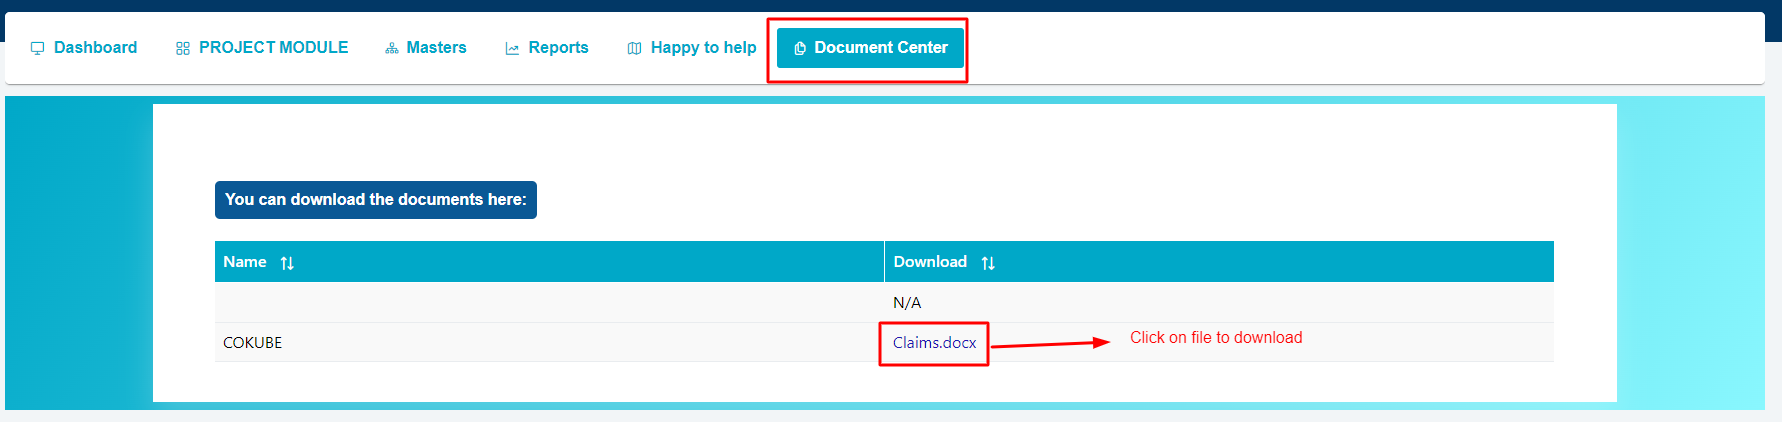 Dashboard PROJECT MODULE Masters Reports Happy to help Document Center
You can download the documents here:
Name Download
N/A
COKUBE Claims.docx Click on file to download